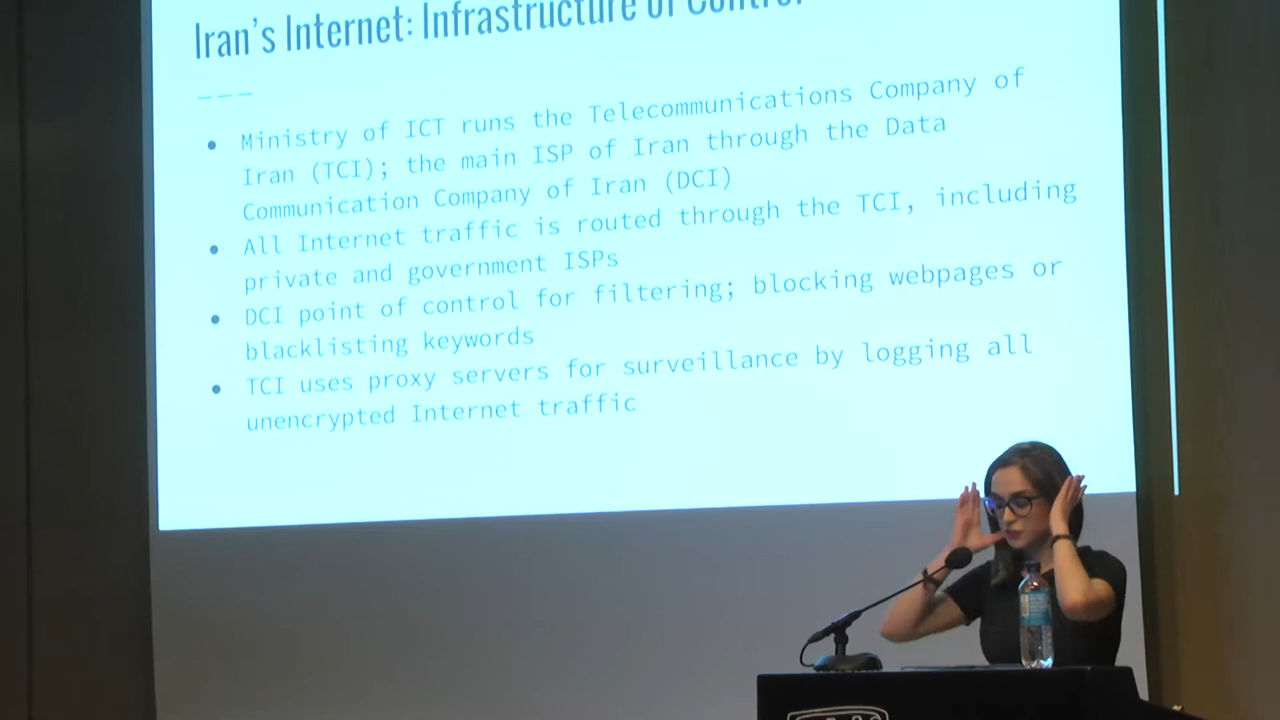 Iran's Internet: Infrastructure of Control
Ministry of ICT runs the Telecommunications Company of
Iran (TCI); the main ISP of Iran through the Data
Communication Company of Iran (DCI)
All Internet traffic is routed through the TCI, including
private and government ISPs
DCI point of control for filtering; blocking webpages or
blacklisting keywords
TCI uses proxy servers for surveillance by logging all
unencrypted Internet traffic